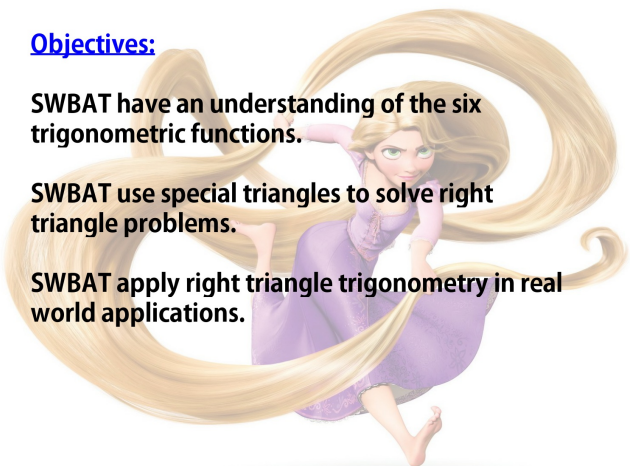 Objectives:
SWBAT have an understanding of the six
trigonometric functions.
SWBAT use special triangles to solve right
triangle problems.
SWBAT apply right triangle trigonometry in real
world applications.